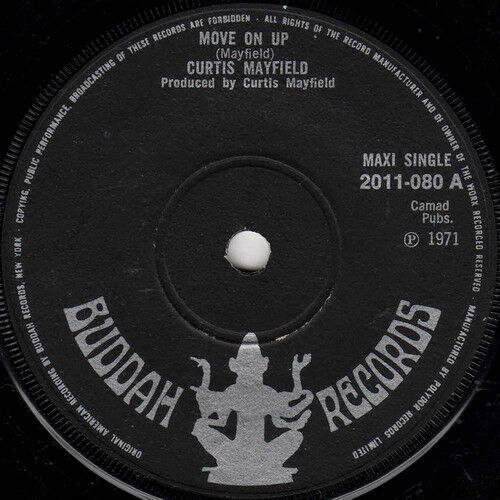 COPYING, PUBLIC PERFORMANCE, BROADCASTING OF THESE RECORDS ARE FORBIDDEN · ALL RIGHTS OF THE RECORD MANUFACTURER AND OF OWNER OF THE WORK RECORDED RESERVED ·
MOVE ON UP
(Mayfield)
CURTIS MAYFIELD
Produced by Curtis Mayfield
MAXI SINGLE
2011-080 A
Camad
Pubs.
Ⓟ 1971
BUDDAH RECORDS
ORIGINAL AMERICAN RECORDING BY BUDDAH RECORDS, NEW YORK ·
MANUFACTURED BY POLYDOR RECORDS LIMITED